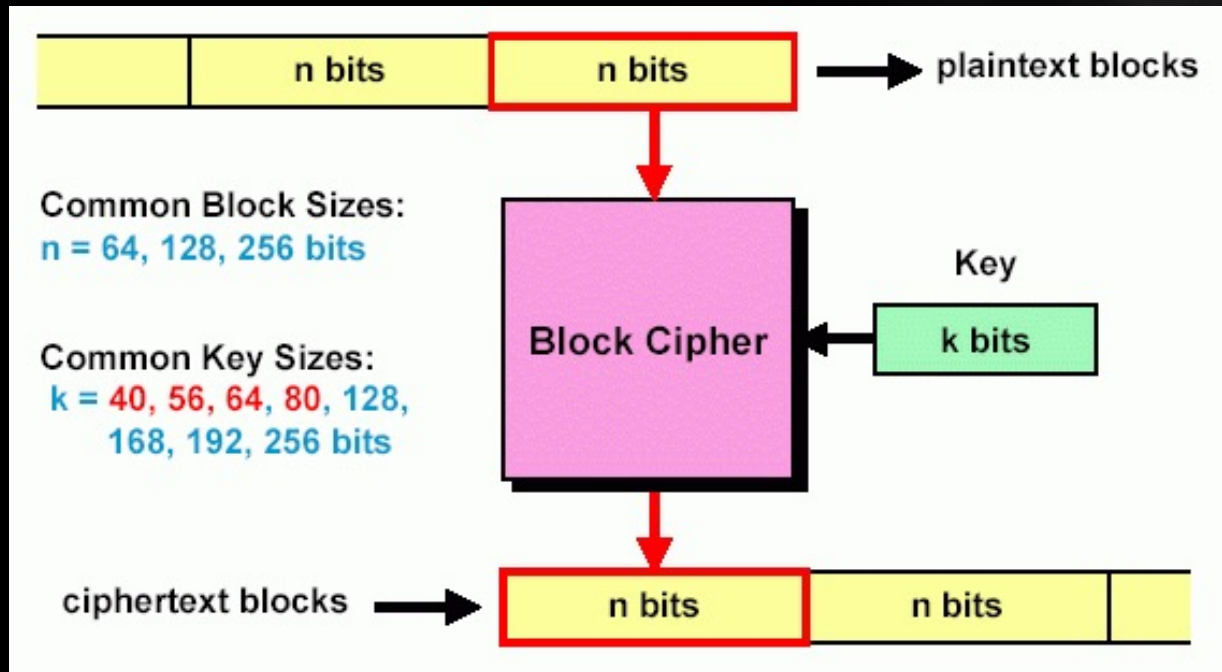 n bits
n bits
plaintext blocks
Common Block Sizes:
n = 64, 128, 256 bits
Key
Block Cipher
k bits
Common Key Sizes:
k = 40, 56, 64, 80, 128,
168, 192, 256 bits
ciphertext blocks
n bits
n bits